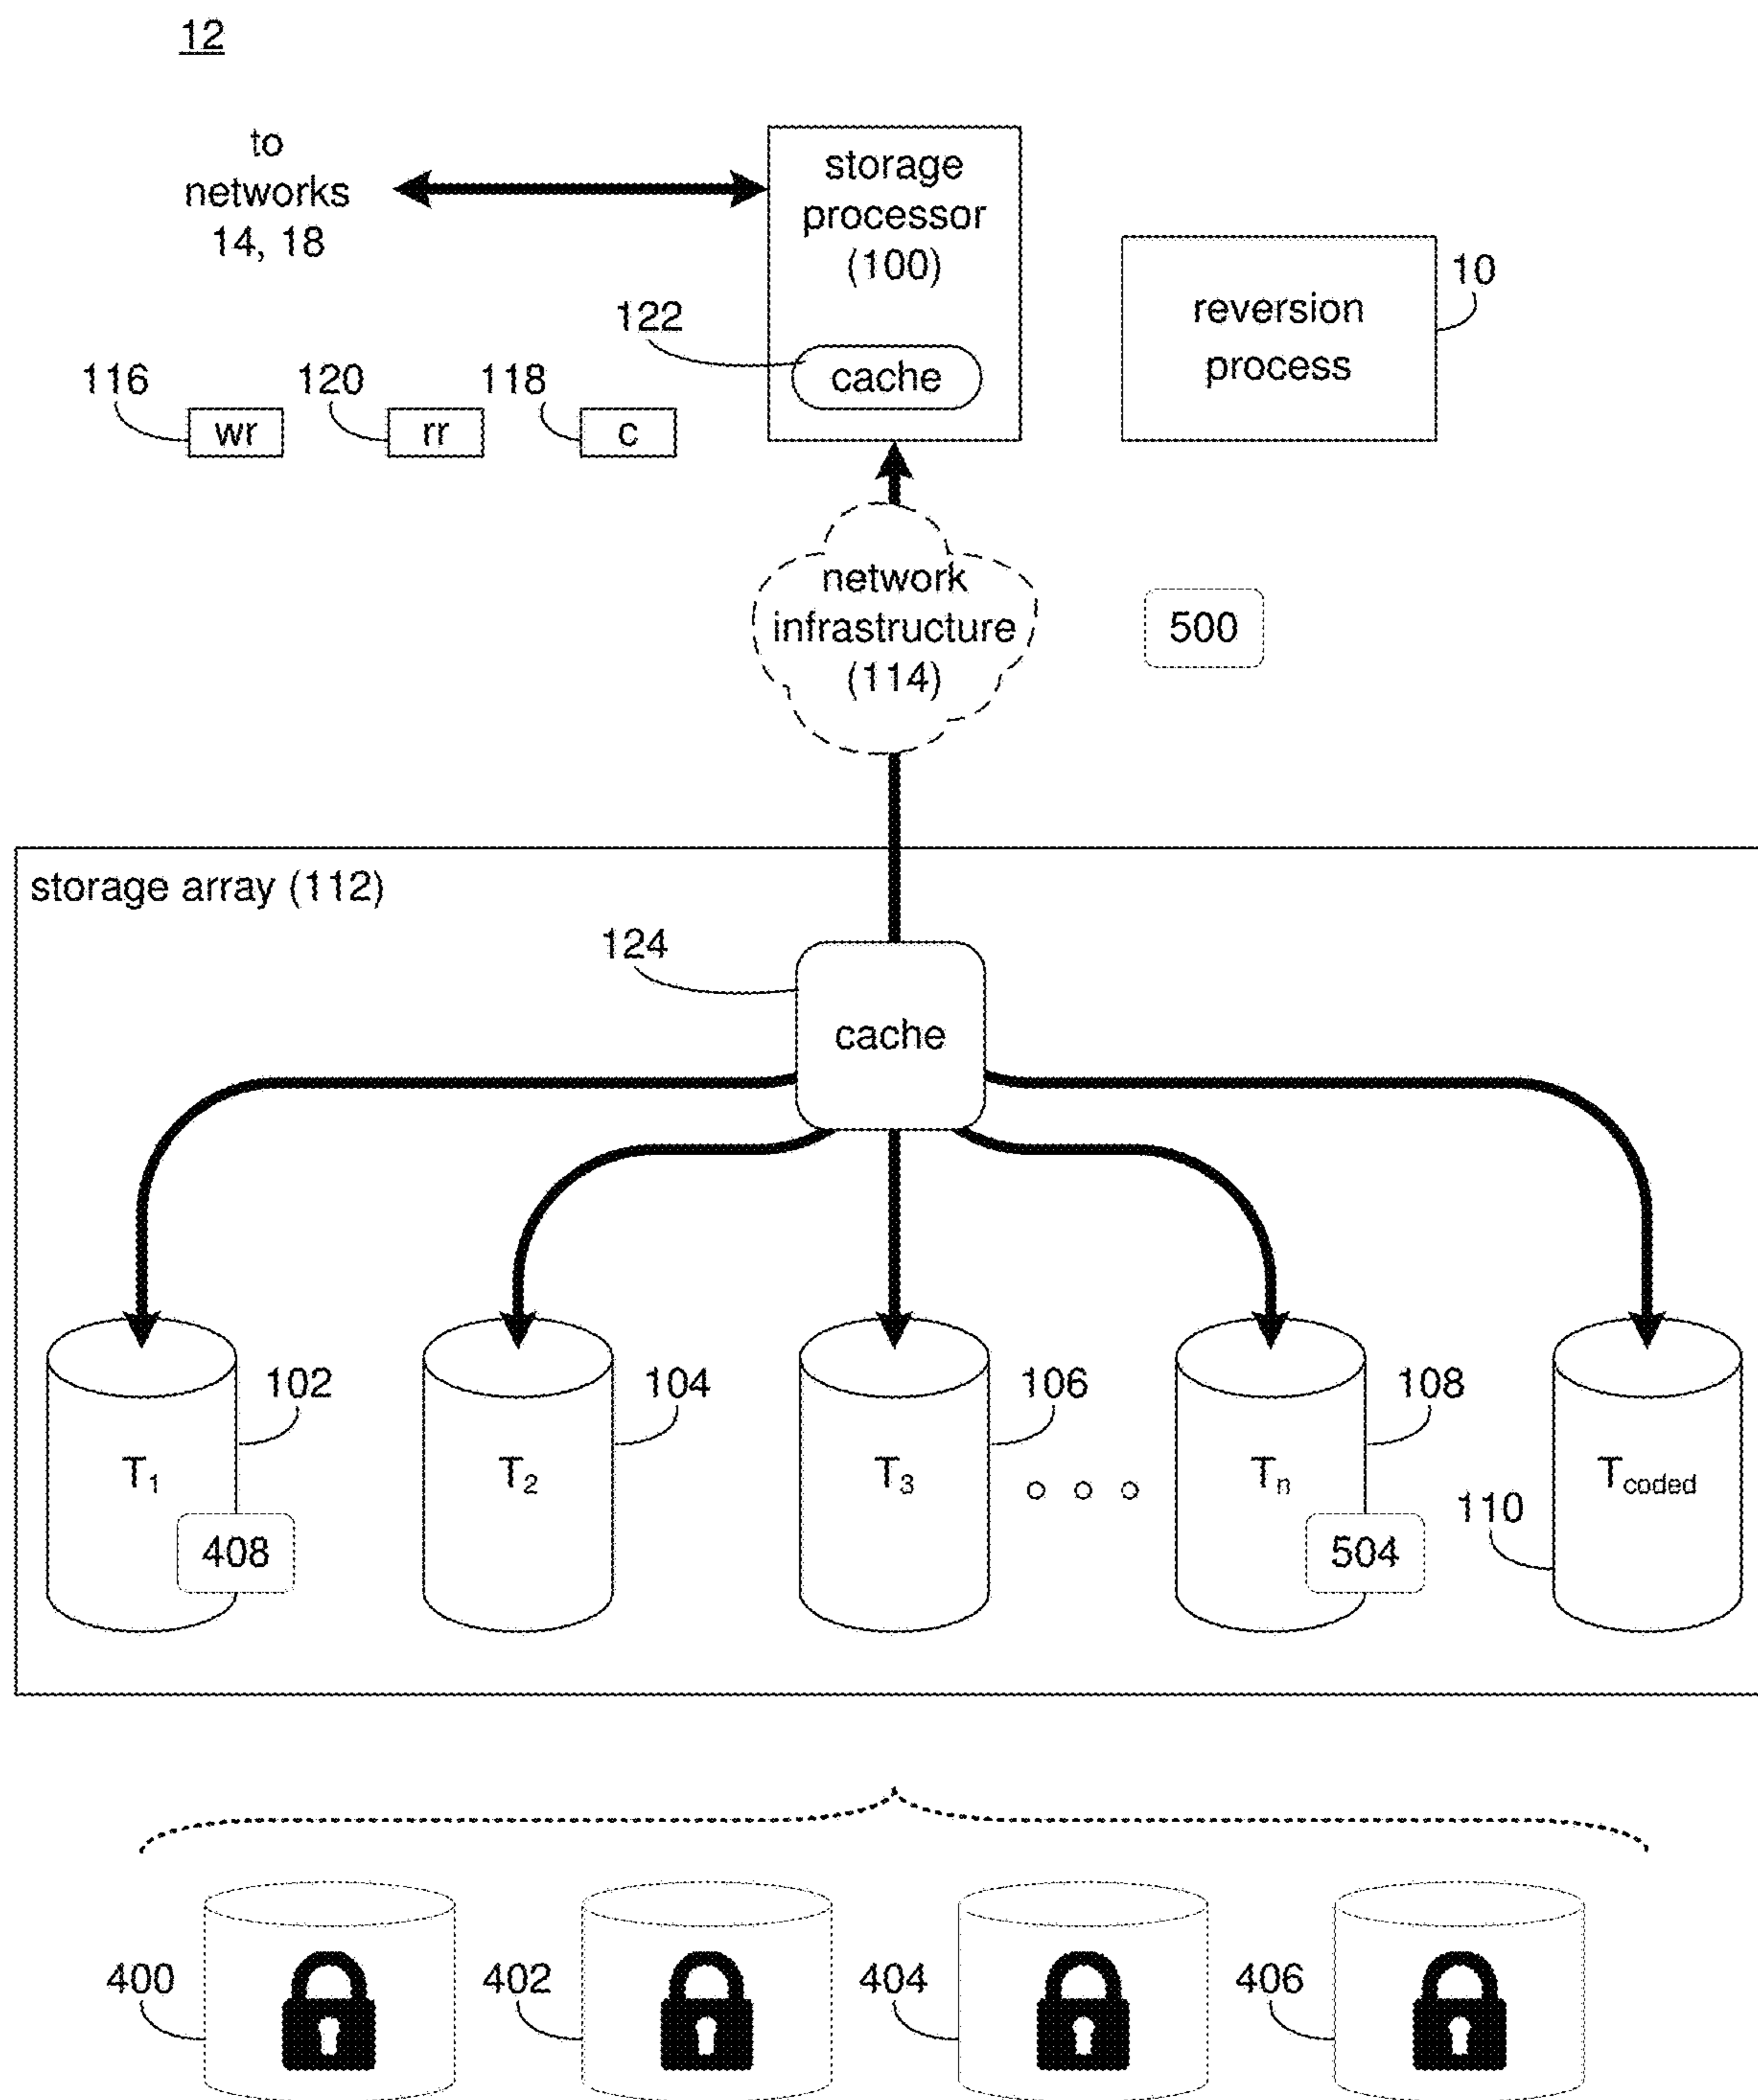 12
to
networks
14, 18
storage
processor
(100)
122
cache
reversion
process
10
116
wr
120
rr
118
c
network
infrastructure
(114)
500
storage array (112)
124
cache
102
T1
408
104
T2
106
T3
108
Tn
504
110
Tcoded
400
402
404
406